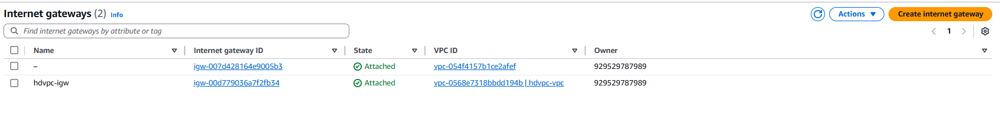 Internet gateways (2) Info
Actions
Create internet gateway
Find internet gateways by attribute or tag
1
Name Internet gateway ID State VPC ID Owner
– igw-007d428164e9005b3 Attached vpc-054f4157b1ce2afef 929529787989
hdvpc-igw igw-00d779036a7f2fb34 Attached vpc-0568e7318bbdd194b | hdvpc-vpc 929529787989